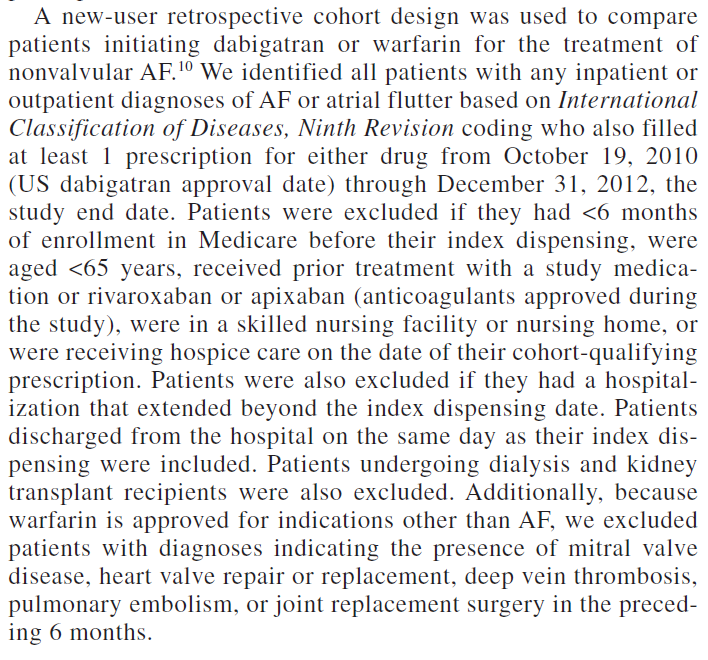 A new-user retrospective cohort design was used to compare
patients initiating dabigatran or warfarin for the treatment of
nonvalvular AF.10 We identified all patients with any inpatient or
outpatient diagnoses of AF or atrial flutter based on International
Classification of Diseases, Ninth Revision coding who also filled
at least 1 prescription for either drug from October 19, 2010
(US dabigatran approval date) through December 31, 2012, the
study end date. Patients were excluded if they had <6 months
of enrollment in Medicare before their index dispensing, were
aged <65 years, received prior treatment with a study medica-
tion or rivaroxaban or apixaban (anticoagulants approved during
the study), were in a skilled nursing facility or nursing home, or
were receiving hospice care on the date of their cohort-qualifying
prescription. Patients were also excluded if they had a hospital-
ization that extended beyond the index dispensing date. Patients
discharged from the hospital on the same day as their index dis-
pensing were included. Patients undergoing dialysis and kidney
transplant recipients were also excluded. Additionally, because
warfarin is approved for indications other than AF, we excluded
patients with diagnoses indicating the presence of mitral valve
disease, heart valve repair or replacement, deep vein thrombosis,
pulmonary embolism, or joint replacement surgery in the preced-
ing 6 months.